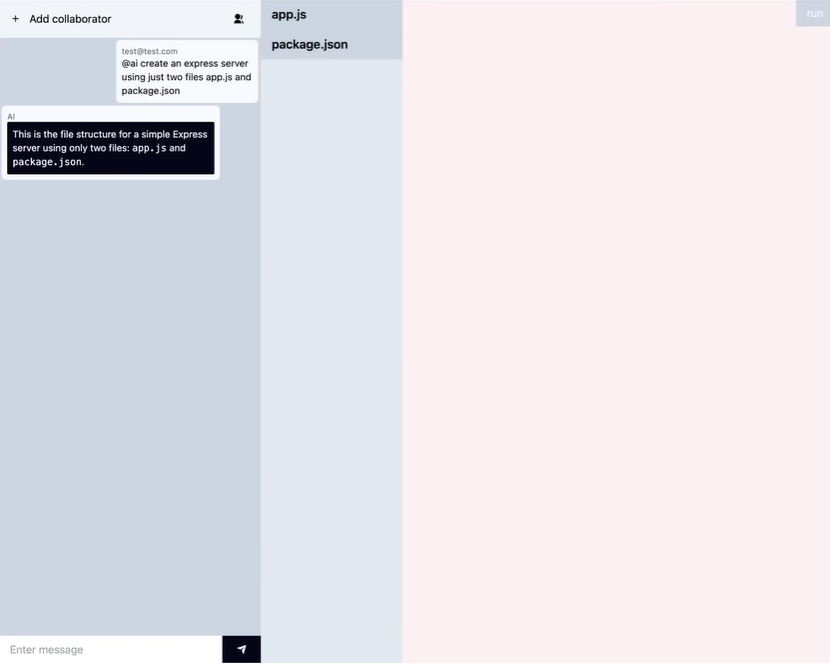 + Add collaborator
test@test.com
@ai create an express server
using just two files app.js and
package.json
AI
This is the file structure for a simple Express
server using only two files: app.js and
package.json.
Enter message
app.js
package.json
run